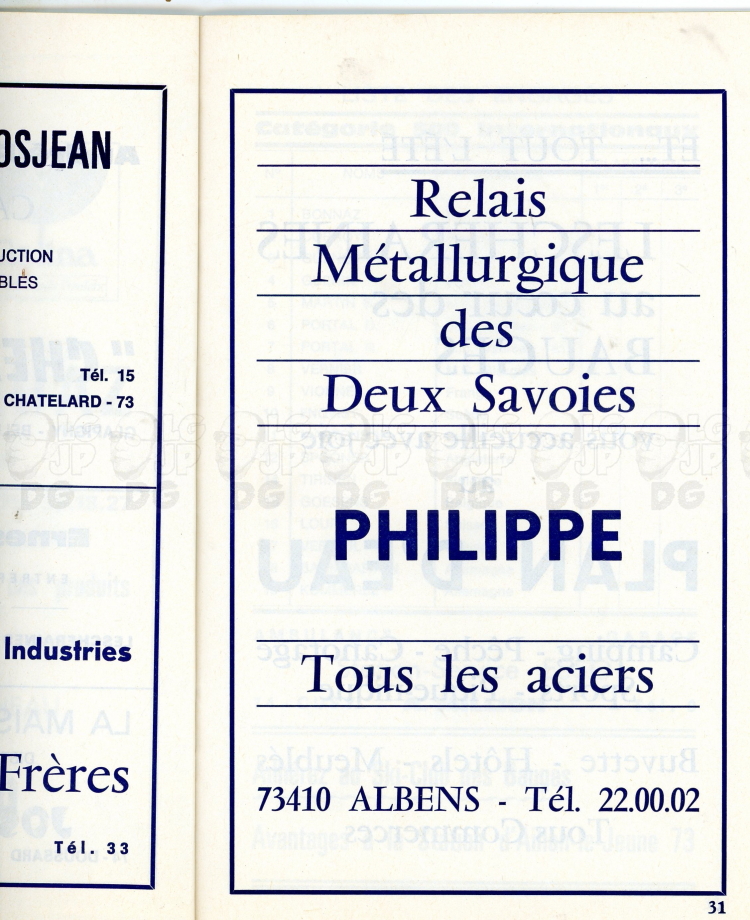 OSJEAN
UCTION
BLES
Tél. 15
CHATELARD - 73
Industries
Frères
Tél. 33
Relais
Métallurgique
des
Deux Savoies
PHILIPPE
Tous les aciers
73410 ALBENS - Tél. 22.00.02
31